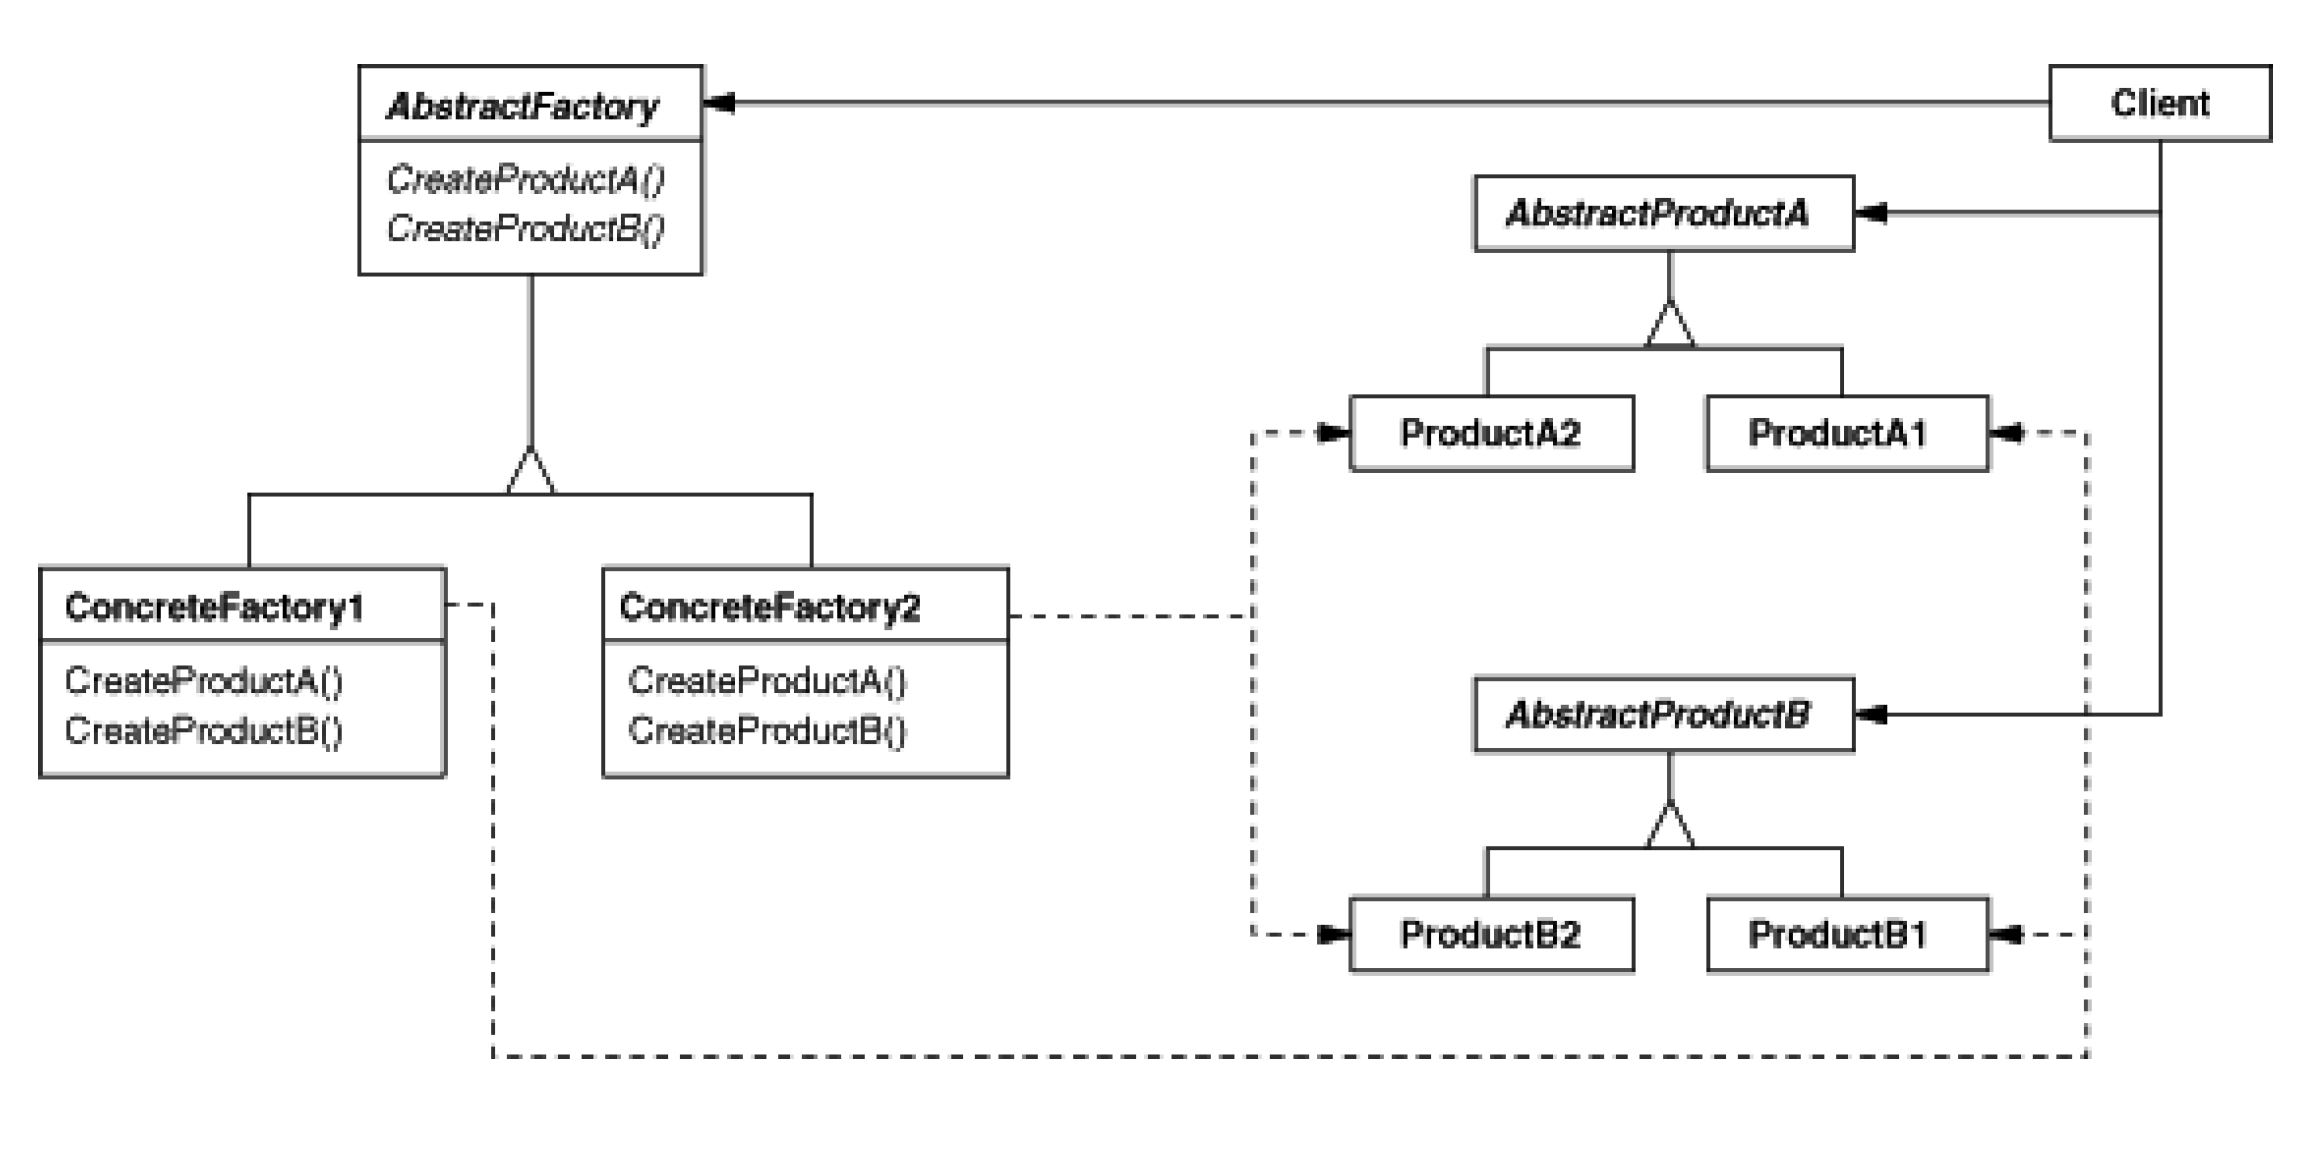 AbstractFactory
CreateProductA()
CreateProductB()
Client
AbstractProductA
ProductA2
ProductA1
ConcreteFactory1
CreateProductA()
CreateProductB()
ConcreteFactory2
CreateProductA()
CreateProductB()
AbstractProductB
ProductB2
ProductB1